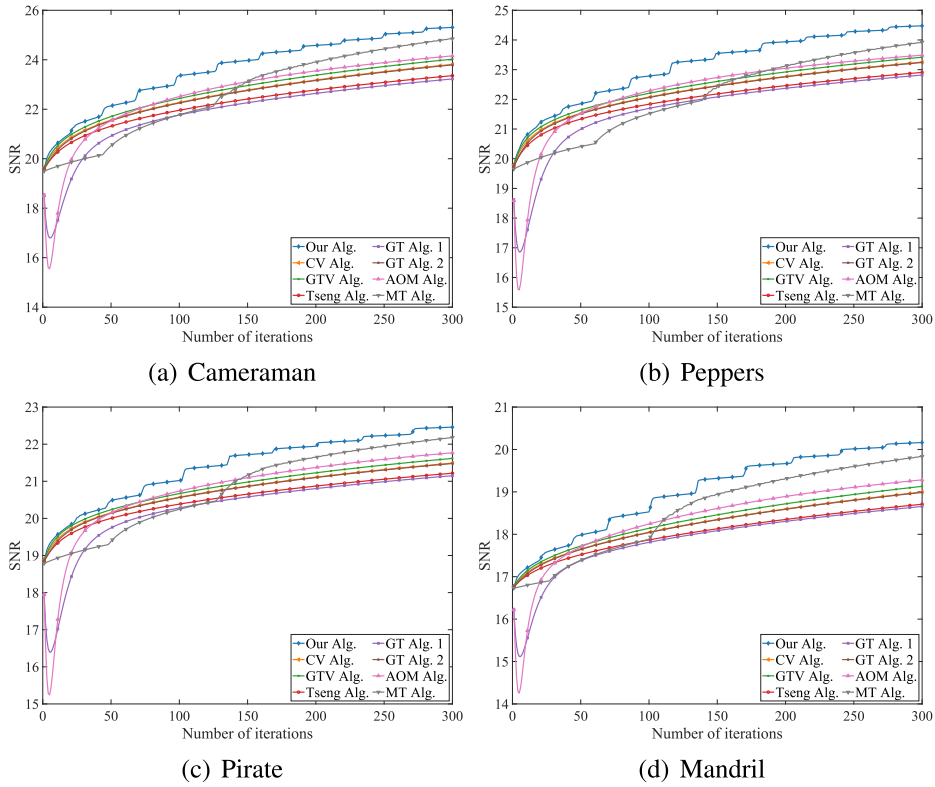 26
24
22
20
18
16
14
SNR
0 50 100 150 200 250 300
Number of iterations
Our Alg. GT Alg. 1
CV Alg. GT Alg. 2
GTV Alg. AOM Alg.
Tseng Alg. MT Alg.
(a) Cameraman
25
24
23
22
21
20
19
18
17
16
15
SNR
0 50 100 150 200 250 300
Number of iterations
Our Alg. GT Alg. 1
CV Alg. GT Alg. 2
GTV Alg. AOM Alg.
Tseng Alg. MT Alg.
(b) Peppers
23
22
21
20
19
18
17
16
15
SNR
0 50 100 150 200 250 300
Number of iterations
Our Alg. GT Alg. 1
CV Alg. GT Alg. 2
GTV Alg. AOM Alg.
Tseng Alg. MT Alg.
(c) Pirate
21
20
19
18
17
16
15
14
SNR
0 50 100 150 200 250 300
Number of iterations
Our Alg. GT Alg. 1
CV Alg. GT Alg. 2
GTV Alg. AOM Alg.
Tseng Alg. MT Alg.
(d) Mandril